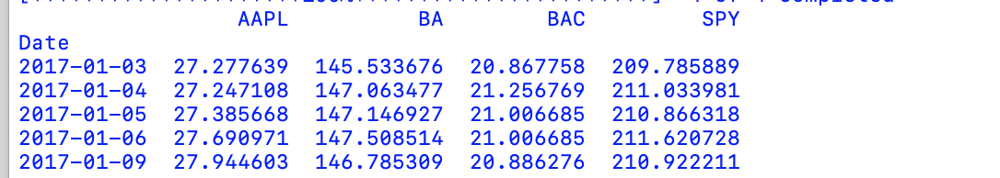 AAPL BA BAC SPY
Date
2017-01-03 27.277639 145.533676 20.867758 209.785889
2017-01-04 27.247108 147.063477 21.256769 211.033981
2017-01-05 27.385668 147.146927 21.006685 210.866318
2017-01-06 27.690971 147.508514 21.006685 211.620728
2017-01-09 27.944603 146.785309 20.886276 210.922211